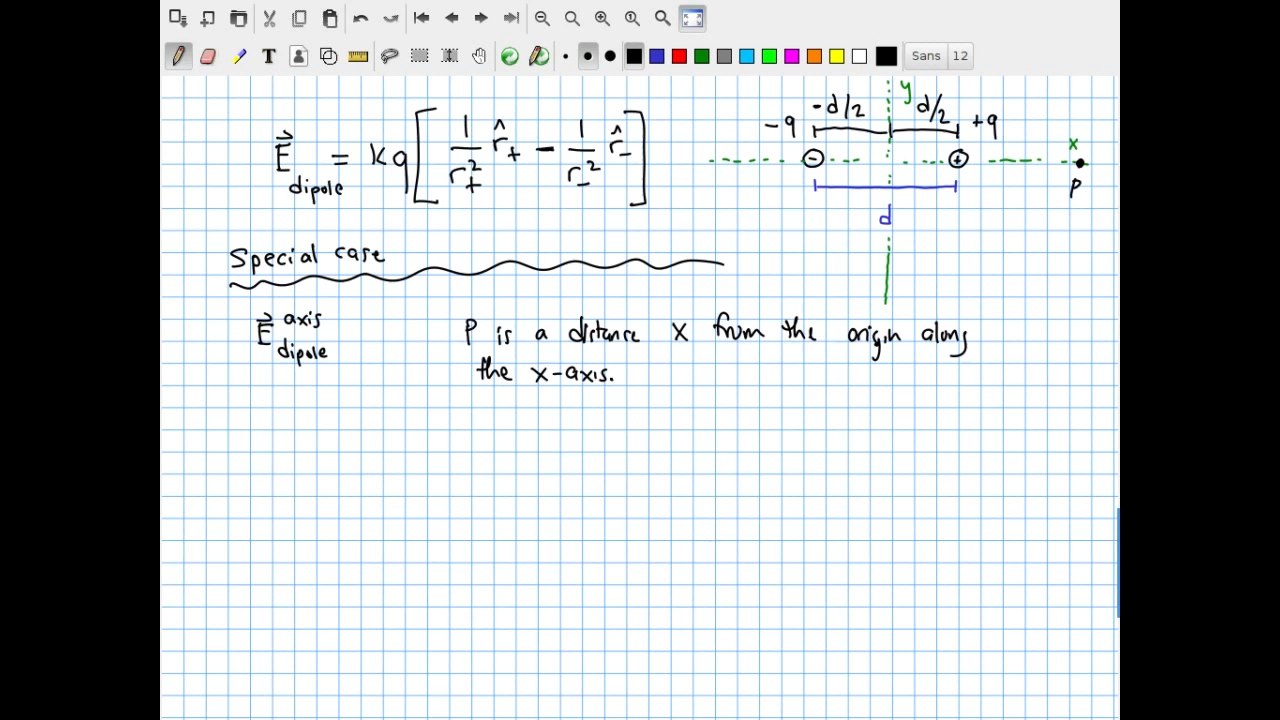 Sans 12
E⃗ dipole = kq [ 1/r₊² r̂₊ − 1/r₋² r̂₋ ]
y
-d/2 d/2
-q +q
- + x
P
d
Special case
E⃗ axis dipole P is a distance x from the origin along
the x-axis.